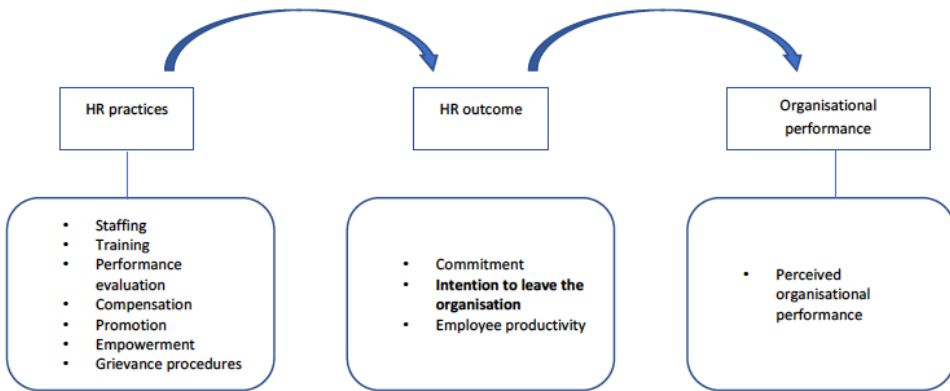 HR practices
HR outcome
Organisational
performance
• Staffing
• Training
• Performance
evaluation
• Compensation
• Promotion
• Empowerment
• Grievance procedures
• Commitment
• Intention to leave the
organisation
• Employee productivity
• Perceived
organisational
performance